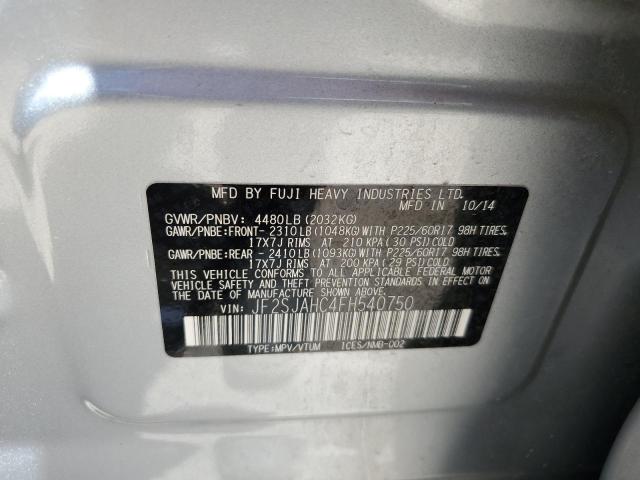 MFD BY FUJI HEAVY INDUSTRIES LTD.
MFD IN 10/14
GVWR/PNBV: 4480LB(2032KG)
GAWR/PNBE:FRONT-2310LB(1048KG)WITH P225/60R17 98H TIRES
17X7J RIMS AT 210 KPA(30 PSI)COLD
GAWR/PNBE:REAR -2410LB(1093KG)WITH P225/60R17 98H TIRES.
17X7J RIMS AT 200 KPA(29 PSI)COLD
THIS VEHICLE CONFORMS TO ALL APPLICABLE FEDERAL MOTOR
VEHICLE SAFETY AND THEFT PREVENTION STANDARDS IN EFFECT ON
THE DATE OF MANUFACTURE SHOWN ABOVE.
VIN: JF2SJAHC4FH540750
TYPE:MPV/VTUM ICES/NMB-002